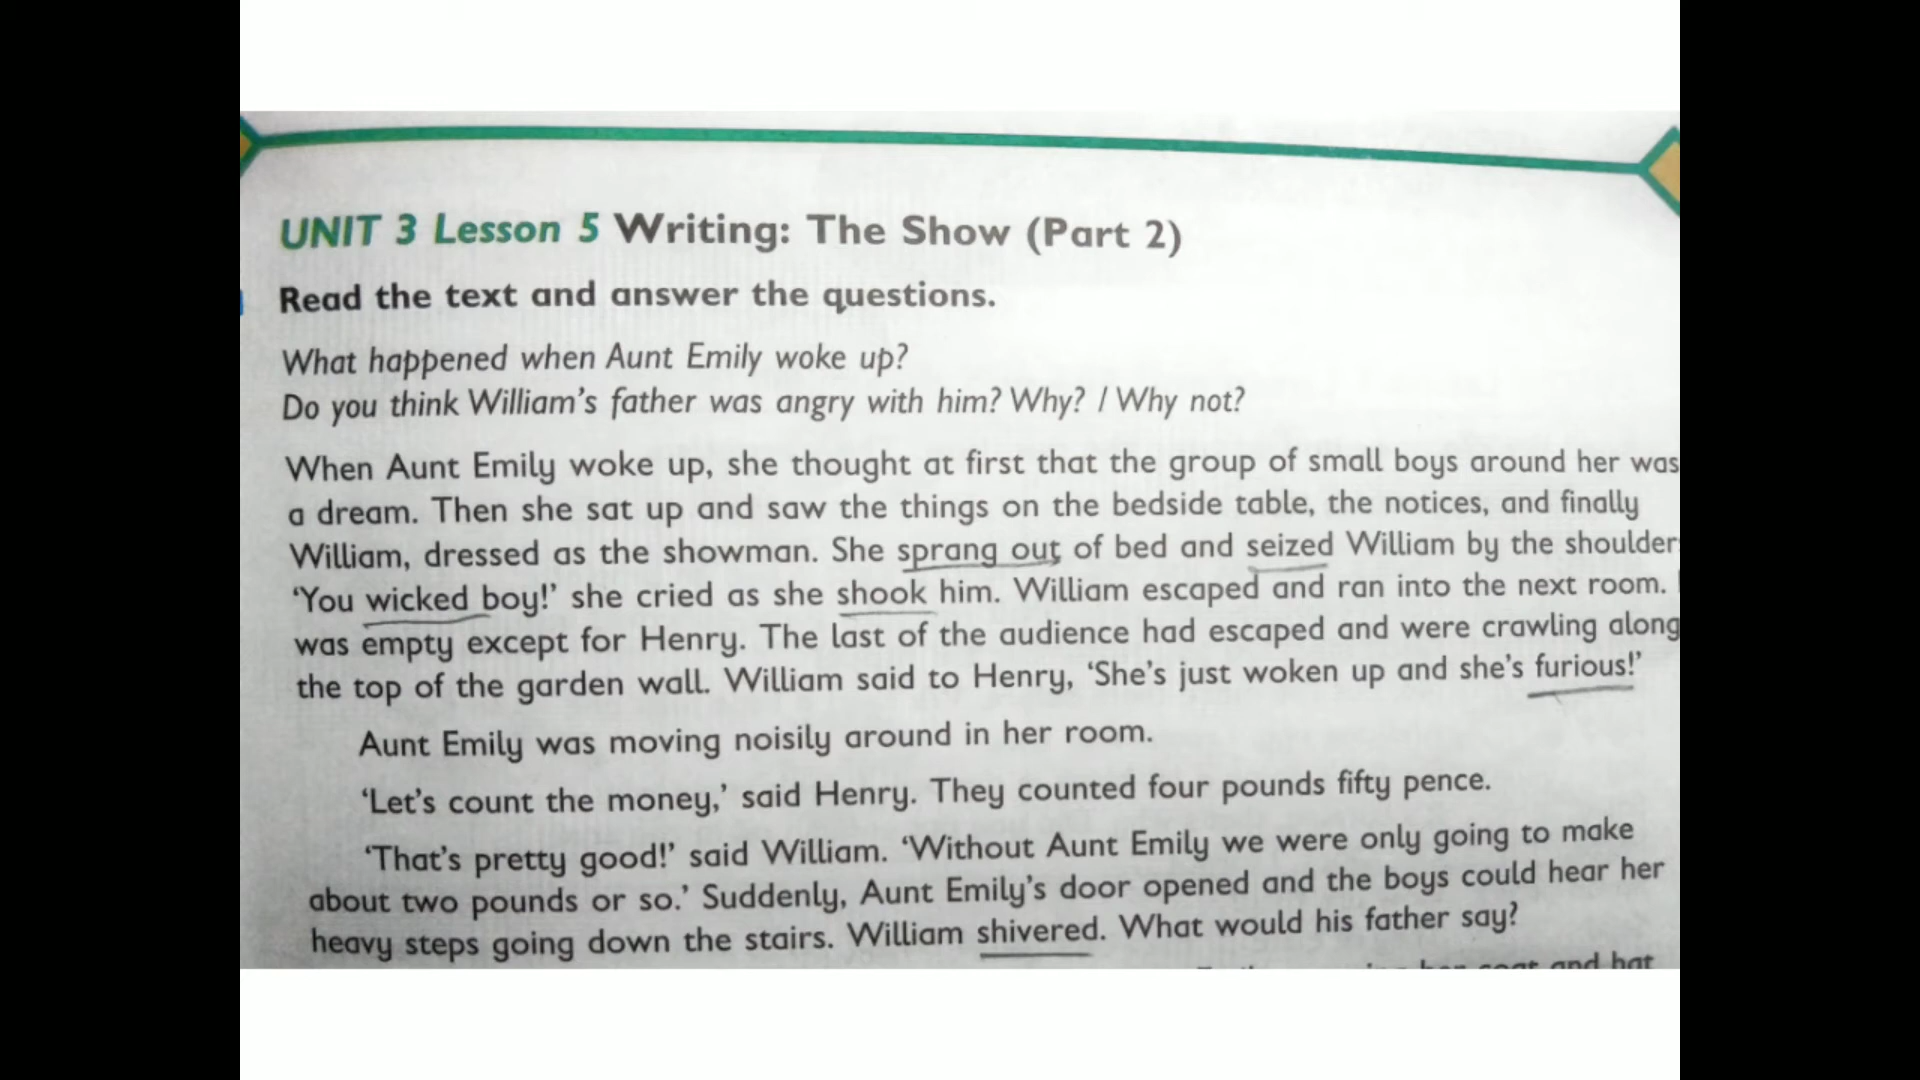 UNIT 3 Lesson 5 Writing: The Show (Part 2)
Read the text and answer the questions.
What happened when Aunt Emily woke up?
Do you think William's father was angry with him? Why? / Why not?
When Aunt Emily woke up, she thought at first that the group of small boys around her was
a dream. Then she sat up and saw the things on the bedside table, the notices, and finally
William, dressed as the showman. She sprang out of bed and seized William by the shoulder
‘You wicked boy!’ she cried as she shook him. William escaped and ran into the next room.
was empty except for Henry. The last of the audience had escaped and were crawling along
the top of the garden wall. William said to Henry, ‘She's just woken up and she's furious!’
Aunt Emily was moving noisily around in her room.
‘Let's count the money,’ said Henry. They counted four pounds fifty pence.
‘That's pretty good!’ said William. ‘Without Aunt Emily we were only going to make
about two pounds or so.’ Suddenly, Aunt Emily's door opened and the boys could hear her
heavy steps going down the stairs. William shivered. What would his father say?
her coat and hat